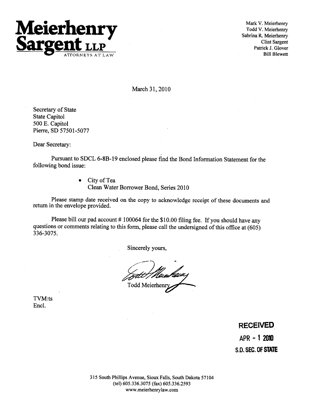 Meierhenry
Sargent LLP
ATTORNEYS AT LAW
Mark V. Meierhenry
Todd V. Meierhenry
Sabrina R. Meierhenry
Clint Sargent
Patrick J. Glover
Bill Blewett
March 31, 2010
Secretary of State
State Capitol
500 E. Capitol
Pierre, SD 57501-5077
Dear Secretary:
Pursuant to SDCL 6-8B-19 enclosed please find the Bond Information Statement for the
following bond issue:
• City of Tea
Clean Water Borrower Bond, Series 2010
Please stamp date received on the copy to acknowledge receipt of these documents and
return in the envelope provided.
Please bill our pad account # 100064 for the $10.00 filing fee. If you should have any
questions or comments relating to this form, please call the undersigned of this office at (605)
336-3075.
Sincerely yours,
Todd Meierhenry
Todd Meierhenry
TVM:ts
Encl.
RECEIVED
APR - 1 2010
S.D. SEC. OF STATE
315 South Phillips Avenue, Sioux Falls, South Dakota 57104
(tel) 605.336.3075 (fax) 605.336.2593
www.meierhenrylaw.com